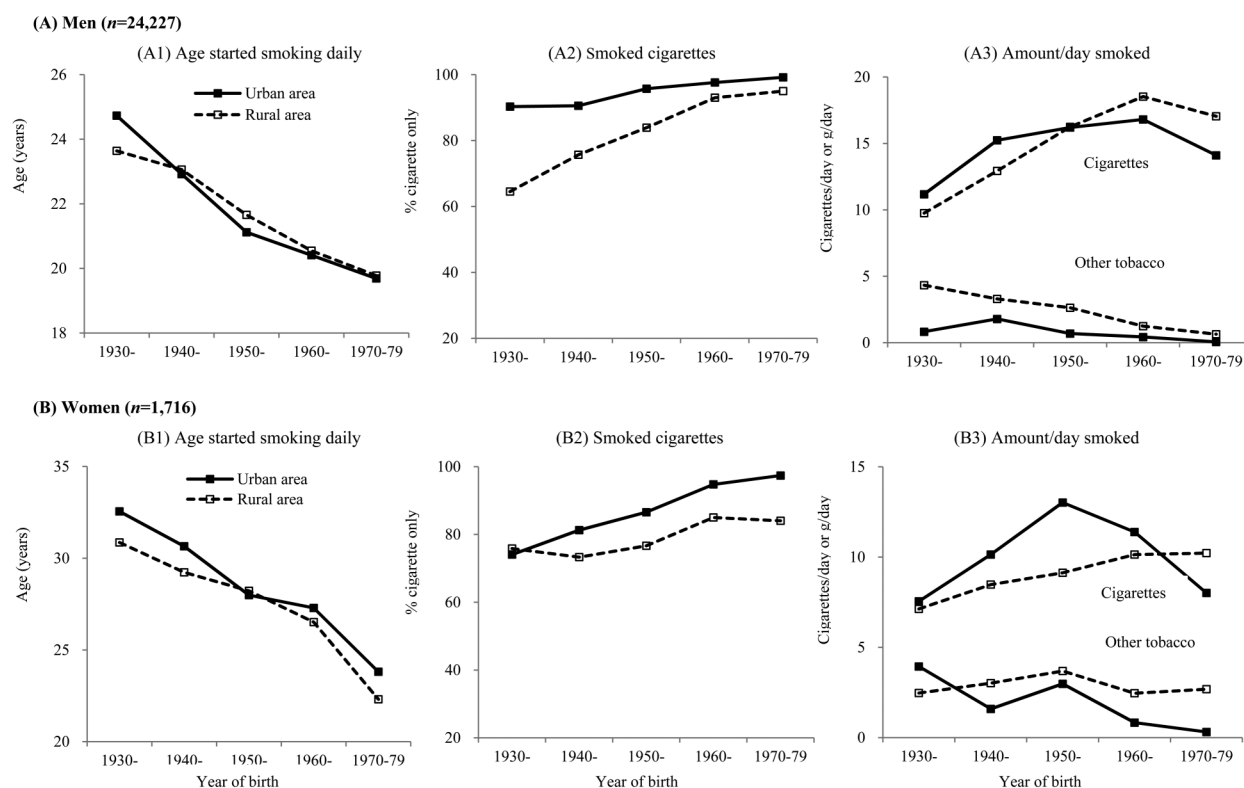 (A) Men (n=24,227)
(A1) Age started smoking daily
(A2) Smoked cigarettes
(A3) Amount/day smoked
Age (years)
26
24
22
20
18
Urban area
Rural area
1930-
1940-
1950-
1960-
1970-79
% cigarette only
100
80
60
40
20
1930-
1940-
1950-
1960-
1970-79
Cigarettes/day or g/day
20
15
10
5
0
Cigarettes
Other tobacco
1930-
1940-
1950-
1960-
1970-79
(B) Women (n=1,716)
(B1) Age started smoking daily
(B2) Smoked cigarettes
(B3) Amount/day smoked
Age (years)
35
30
25
20
Urban area
Rural area
1930-
1940-
1950-
1960-
1970-79
Year of birth
% cigarette only
100
80
60
40
20
1930-
1940-
1950-
1960-
1970-79
Year of birth
Cigarettes/day or g/day
15
10
5
0
Cigarettes
Other tobacco
1930-
1940-
1950-
1960-
1970-79
Year of birth